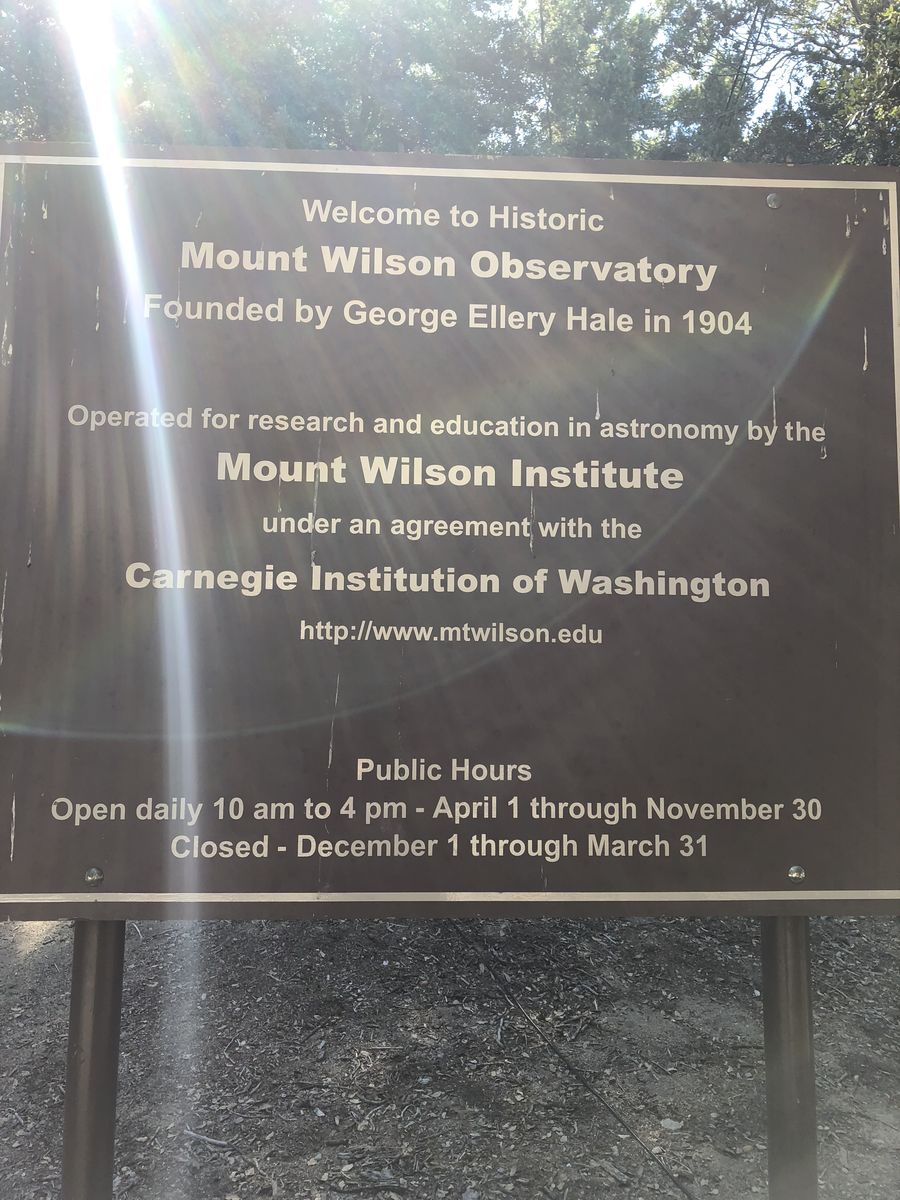 Welcome to Historic
Mount Wilson Observatory
Founded by George Ellery Hale in 1904
Operated for research and education in astronomy by the
Mount Wilson Institute
under an agreement with the
Carnegie Institution of Washington
http://www.mtwilson.edu
Public Hours
Open daily 10 am to 4 pm - April 1 through November 30
Closed - December 1 through March 31